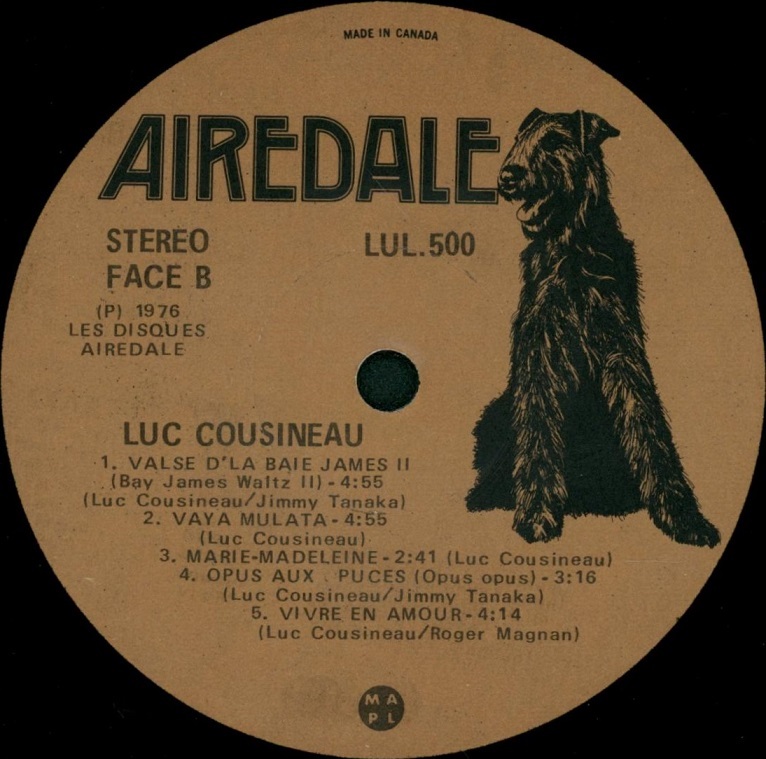 MADE IN CANADA
AIREDALE
STEREO
FACE B
LUL.500
(P) 1976
LES DISQUES
AIREDALE
LUC COUSINEAU
1. VALSE D'LA BAIE JAMES II
(Bay James Waltz II) - 4:55
(Luc Cousineau/Jimmy Tanaka)
2. VAYA MULATA - 4:55
(Luc Cousineau)
3. MARIE-MADELEINE - 2:41 (Luc Cousineau)
4. OPUS AUX PUCES (Opus opus) - 3:16
(Luc Cousineau/Jimmy Tanaka)
5. VIVRE EN AMOUR - 4:14
(Luc Cousineau/Roger Magnan)
M A
P L